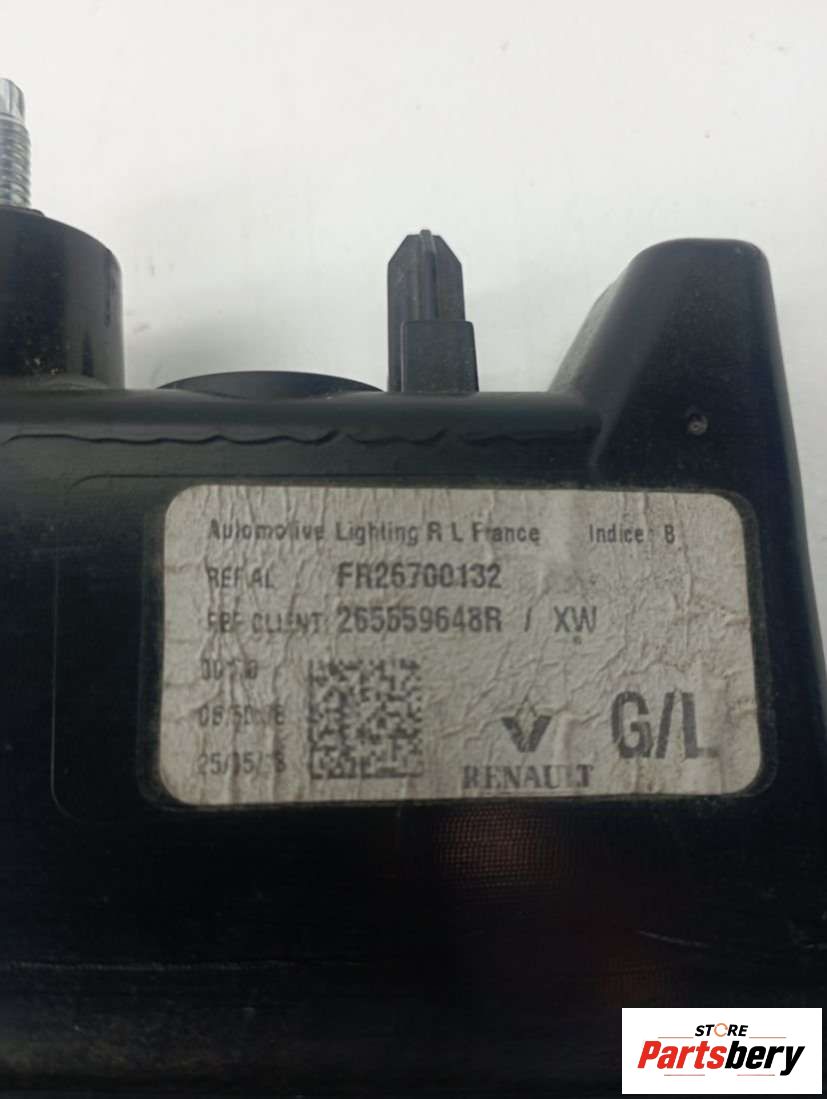 Automotive Lighting R L France Indice: B
REF AL FR26700132
REF CLIENT: 265559648R / XW
G/L
RENAULT
STORE
Partsbery